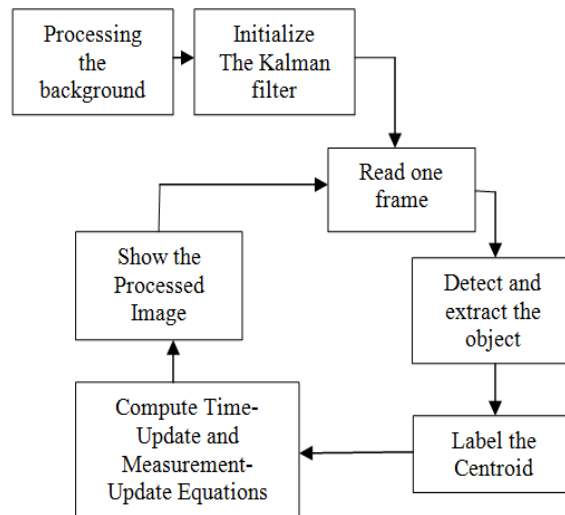 Processing
the
background
Initialize
The Kalman
filter
Read one
frame
Show the
Processed
Image
Detect and
extract the
object
Compute Time-
Update and
Measurement-
Update Equations
Label the
Centroid